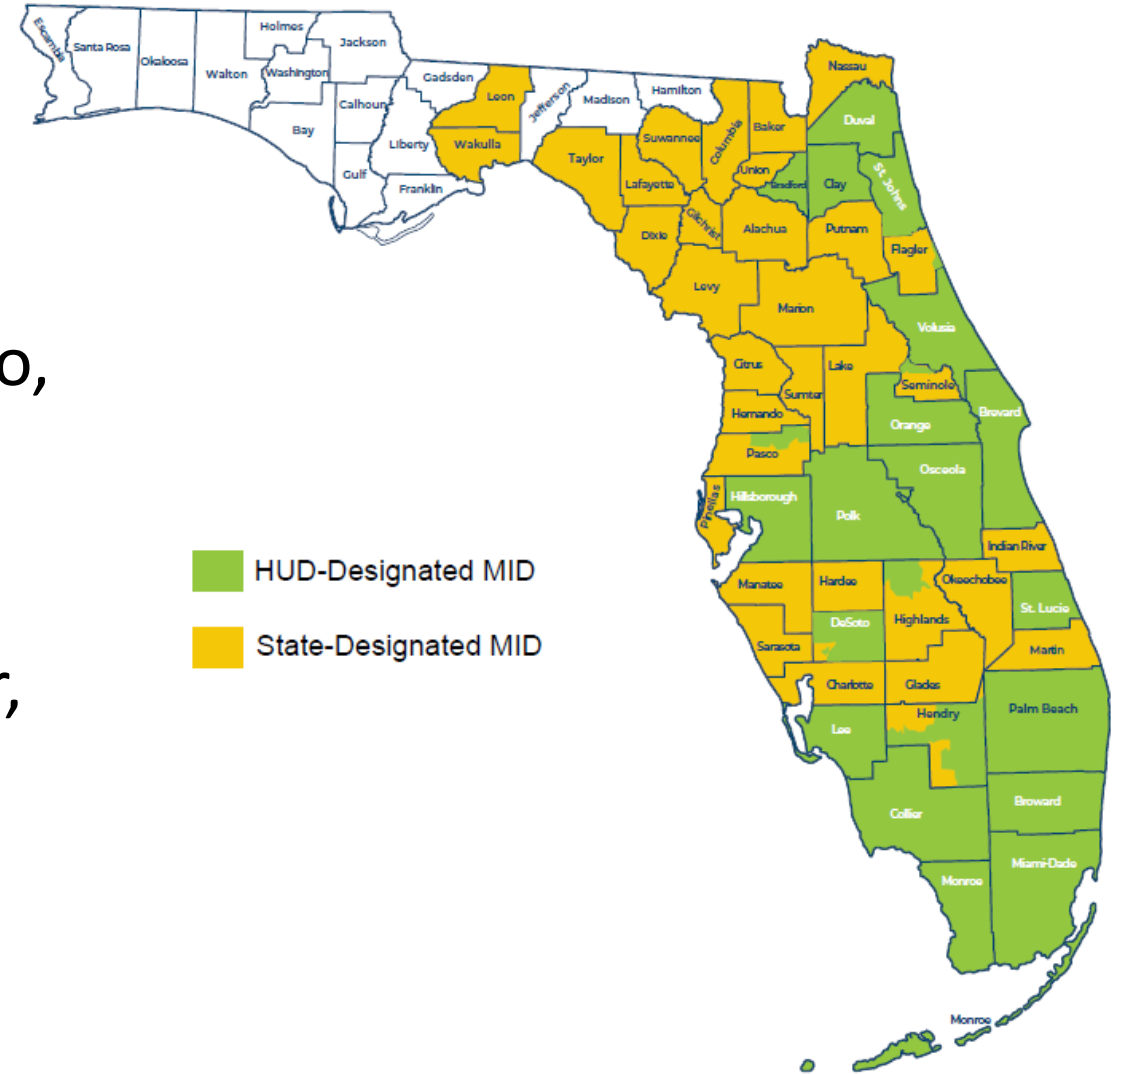 Escambia
Santa Rosa
Okaloosa
Walton
Holmes
Washington
Jackson
Bay
Calhoun
Gulf
Liberty
Gadsden
Franklin
Leon
Wakulla
Jefferson
Madison
Taylor
Hamilton
Suwannee
Lafayette
Dixie
Columbia
Gilchrist
Baker
Union
Bradford
Alachua
Levy
Nassau
Duval
Clay
St. Johns
Putnam
Flagler
Marion
Volusia
Citrus
Sumter
Lake
Hernando
Pasco
Seminole
Orange
Brevard
Osceola
o,
Pinellas
Hillsborough
Polk
Indian River
Manatee
Hardee
Okeechobee
Highlands
St. Lucie
DeSoto
Sarasota
Martin
HUD-Designated MID
State-Designated MID
r,
Charlotte
Glades
Lee
Hendry
Palm Beach
Collier
Broward
Monroe
Miami-Dade
Monroe